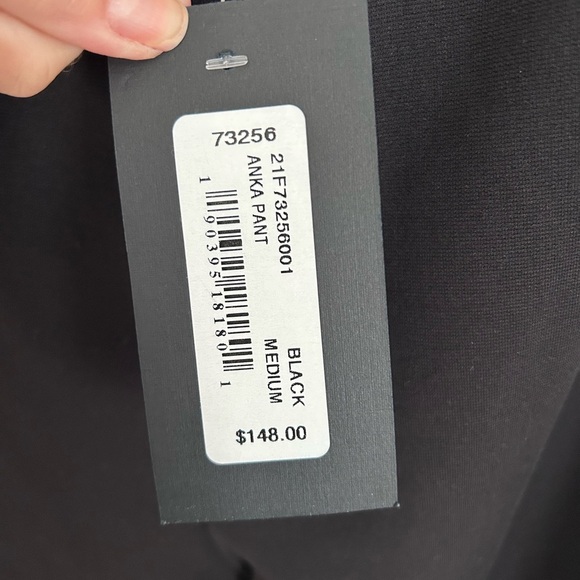 73256
21F73256001
ANKA PANT
1 90395 18180 1
BLACK
MEDIUM
$148.00